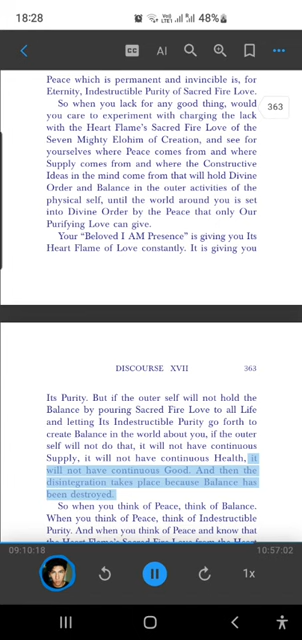 18:28
48%
CC
AI
363
Peace which is permanent and invincible is, for
Eternity, Indestructible Purity of Sacred Fire Love.
So when you lack for any good thing, would
you care to experiment with charging the lack
with the Heart Flame's Sacred Fire Love of the
Seven Mighty Elohim of Creation, and see for
yourselves where Peace comes from and where
Supply comes from and where the Constructive
Ideas in the mind come from that will hold Divine
Order and Balance in the outer activities of the
physical self, until the world around you is set
into Divine Order by the Peace that only Our
Purifying Love can give.
Your “Beloved I AM Presence” is giving you Its
Heart Flame of Love constantly. It is giving you
DISCOURSE XVII 363
Its Purity. But if the outer self will not hold the
Balance by pouring Sacred Fire Love to all Life
and letting Its Indestructible Purity go forth to
create Balance in the world about you, if the outer
self will not do that, it will not have continuous
Supply, it will not have continuous Health, it
will not have continuous Good. And then the
disintegration takes place because Balance has
been destroyed.
So when you think of Peace, think of Balance.
When you think of Peace, think of Indestructible
Purity. And when you think of Peace and know that
the Heart Flame's Sacred Fire Love from the Heart
09:10:18
10:57:02
1x